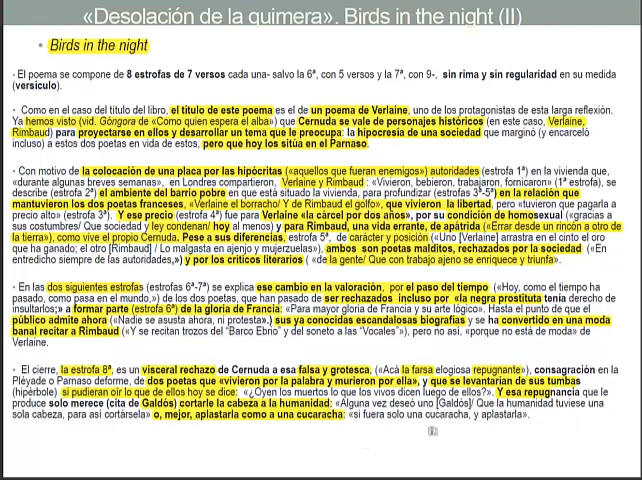 «Desolación de la quimera». Birds in the night (II)
• Birds in the night
- El poema se compone de 8 estrofas de 7 versos cada una- salvo la 6ª, con 5 versos y la 7ª, con 9-, sin rima y sin regularidad en su medida
(versículo).
• Como en el caso del título del libro, el título de este poema es el de un poema de Verlaine, uno de los protagonistas de esta larga reflexión.
Ya hemos visto (vid. Góngora de «Como quien espera el alba») que Cernuda se vale de personajes históricos (en este caso, Verlaine,
Rimbaud) para proyectarse en ellos y desarrollar un tema que le preocupa: la hipocresía de una sociedad que marginó (y encarceló
incluso) a estos dos poetas en vida de estos, pero que hoy los sitúa en el Parnaso.
- Con motivo de la colocación de una placa por las hipócritas («aquellos que fueran enemigos») autoridades (estrofa 1ª) en la vivienda que,
«durante algunas breves semanas», en Londres compartieron, Verlaine y Rimbaud : «Vivieron, bebieron, trabajaron, fornicaron» (1ª estrofa), se
describe (estrofa 2ª) el ambiente del barrio pobre en que está situado la vivienda, para profundizar (estrofas 3ª-5ª) en la relación que
mantuvieron los dos poetas franceses, «Verlaine el borracho/ Y de Rimbaud el golfo», que vivieron la libertad, pero «tuvieron que pagarla a
precio alto» (estrofa 3ª). Y ese precio (estrofa 4ª) fue para Verlaine «la cárcel por dos años», por su condición de homosexual («gracias a
sus costumbres/ Que sociedad y ley condenan/ hoy al menos) y para Rimbaud, una vida errante, de apátrida («Errar desde un rincón a otro de
la tierra»), como vive el propio Cernuda. Pese a sus diferencias, estrofa 5ª, de carácter y posición («Uno [Verlaine] arrastra en el cinto el oro
que ha ganado; el otro [Rimbaud] / Lo malgasta en ajenjo y mujerzuelas»), ambos son poetas malditos, rechazados por la sociedad («En
entredicho siempre de las autoridades,») y por los críticos literarios ( «de la gente/ Que con trabajo ajeno se enriquece y triunfa».
- En las dos siguientes estrofas (estrofas 6ª-7ª) se explica ese cambio en la valoración, por el paso del tiempo («Hoy, como el tiempo ha
pasado, como pasa en el mundo,») de los dos poetas, que han pasado de ser rechazados incluso por «la negra prostituta tenía derecho de
insultarlos;» a formar parte (estrofa 6ª) de la gloria de Francia: «Para mayor gloria de Francia y su arte lógico». Hasta el punto de que el
público admite ahora («Nadie se asusta ahora, ni protesta».) sus ya conocidas escandalosas biografías y se ha convertido en una moda
banal recitar a Rimbaud («Y se recitan trozos del "Barco Ebrio" y del soneto a las "Vocales"»), pero no así, «porque no está de moda» de
Verlaine.
El cierre, la estrofa 8ª, es un visceral rechazo de Cernuda a esa falsa y grotesca, («Acá la farsa elogiosa repugnante»), consagración en la
Pléyade o Parnaso deforme, de dos poetas que «vivieron por la palabra y murieron por ella», y que se levantarían de sus tumbas
(hipérbole) si pudieran oír lo que de ellos hoy se dice: «¿Oyen los muertos lo que los vivos dicen luego de ellos?». Y esa repugnancia que le
produce solo merece (cita de Galdós) cortarle la cabeza a la humanidad: «Alguna vez deseó uno [Galdós]/ Que la humanidad tuviese una
sola cabeza, para así cortársela» o, mejor, aplastarla como a una cucaracha: «si fuera solo una cucaracha, y aplastarla».